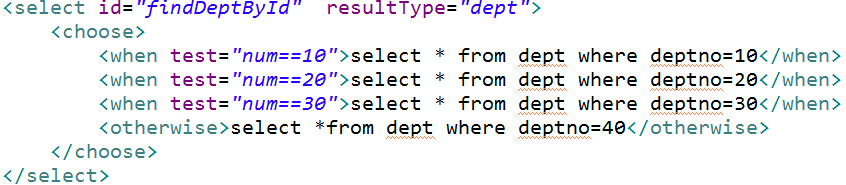 <select id="findDeptById"  resultType="dept">
    <choose>
        <when test="num==10">select * from dept where deptno=10</when>
        <when test="num==20">select * from dept where deptno=20</when>
        <when test="num==30">select * from dept where deptno=30</when>
        <otherwise>select *from dept where deptno=40</otherwise>
    </choose>
</select>